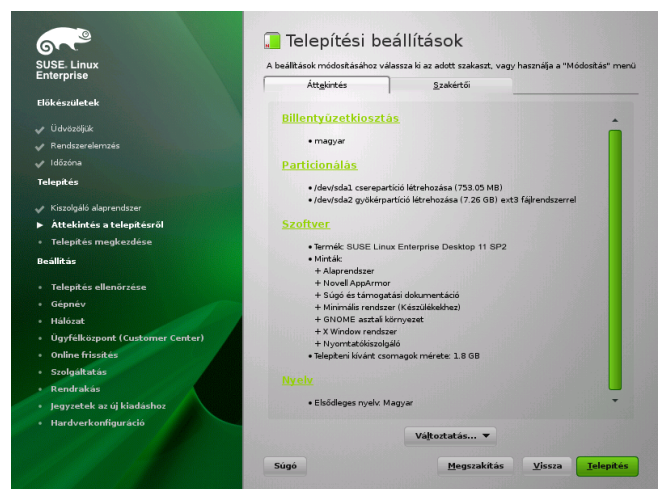 SUSE. Linux
Enterprise
Előkészületek
Üdvözöljük
Rendszerelemzés
Időzóna
Telepítés
Kiszolgáló alaprendszer
Áttekintés a telepítésről
Telepítés megkezdése
Beállítás
Telepítés ellenőrzése
Gépnév
Hálózat
Ügyfélközpont (Customer Center)
Online frissítés
Szolgáltatás
Rendrakás
Jegyzetek az új kiadáshoz
Hardverkonfiguráció
Telepítési beállítások
A beállítások módosításához válassza ki az adott szakaszt, vagy használja a "Módosítás" menü
Áttekintés
Szakértői
Billentyűzetkiosztás
• magyar
Particionálás
• /dev/sda1 cserepartíció létrehozása (753.05 MB)
• /dev/sda2 gyökérpartíció létrehozása (7.26 GB) ext3 fájlrendszerrel
Szoftver
• Termék: SUSE Linux Enterprise Desktop 11 SP2
• Minták:
+ Alaprendszer
+ Novell AppArmor
+ Súgó és támogatási dokumentáció
+ Minimális rendszer (Készülékekhez)
+ GNOME asztali környezet
+ X Window rendszer
+ Nyomtatókiszolgáló
• Telepíteni kívánt csomagok mérete: 1.8 GB
Nyelv
• Elsődleges nyelv: Magyar
Változtatás...
Súgó
Megszakítás
Vissza
Telepítés